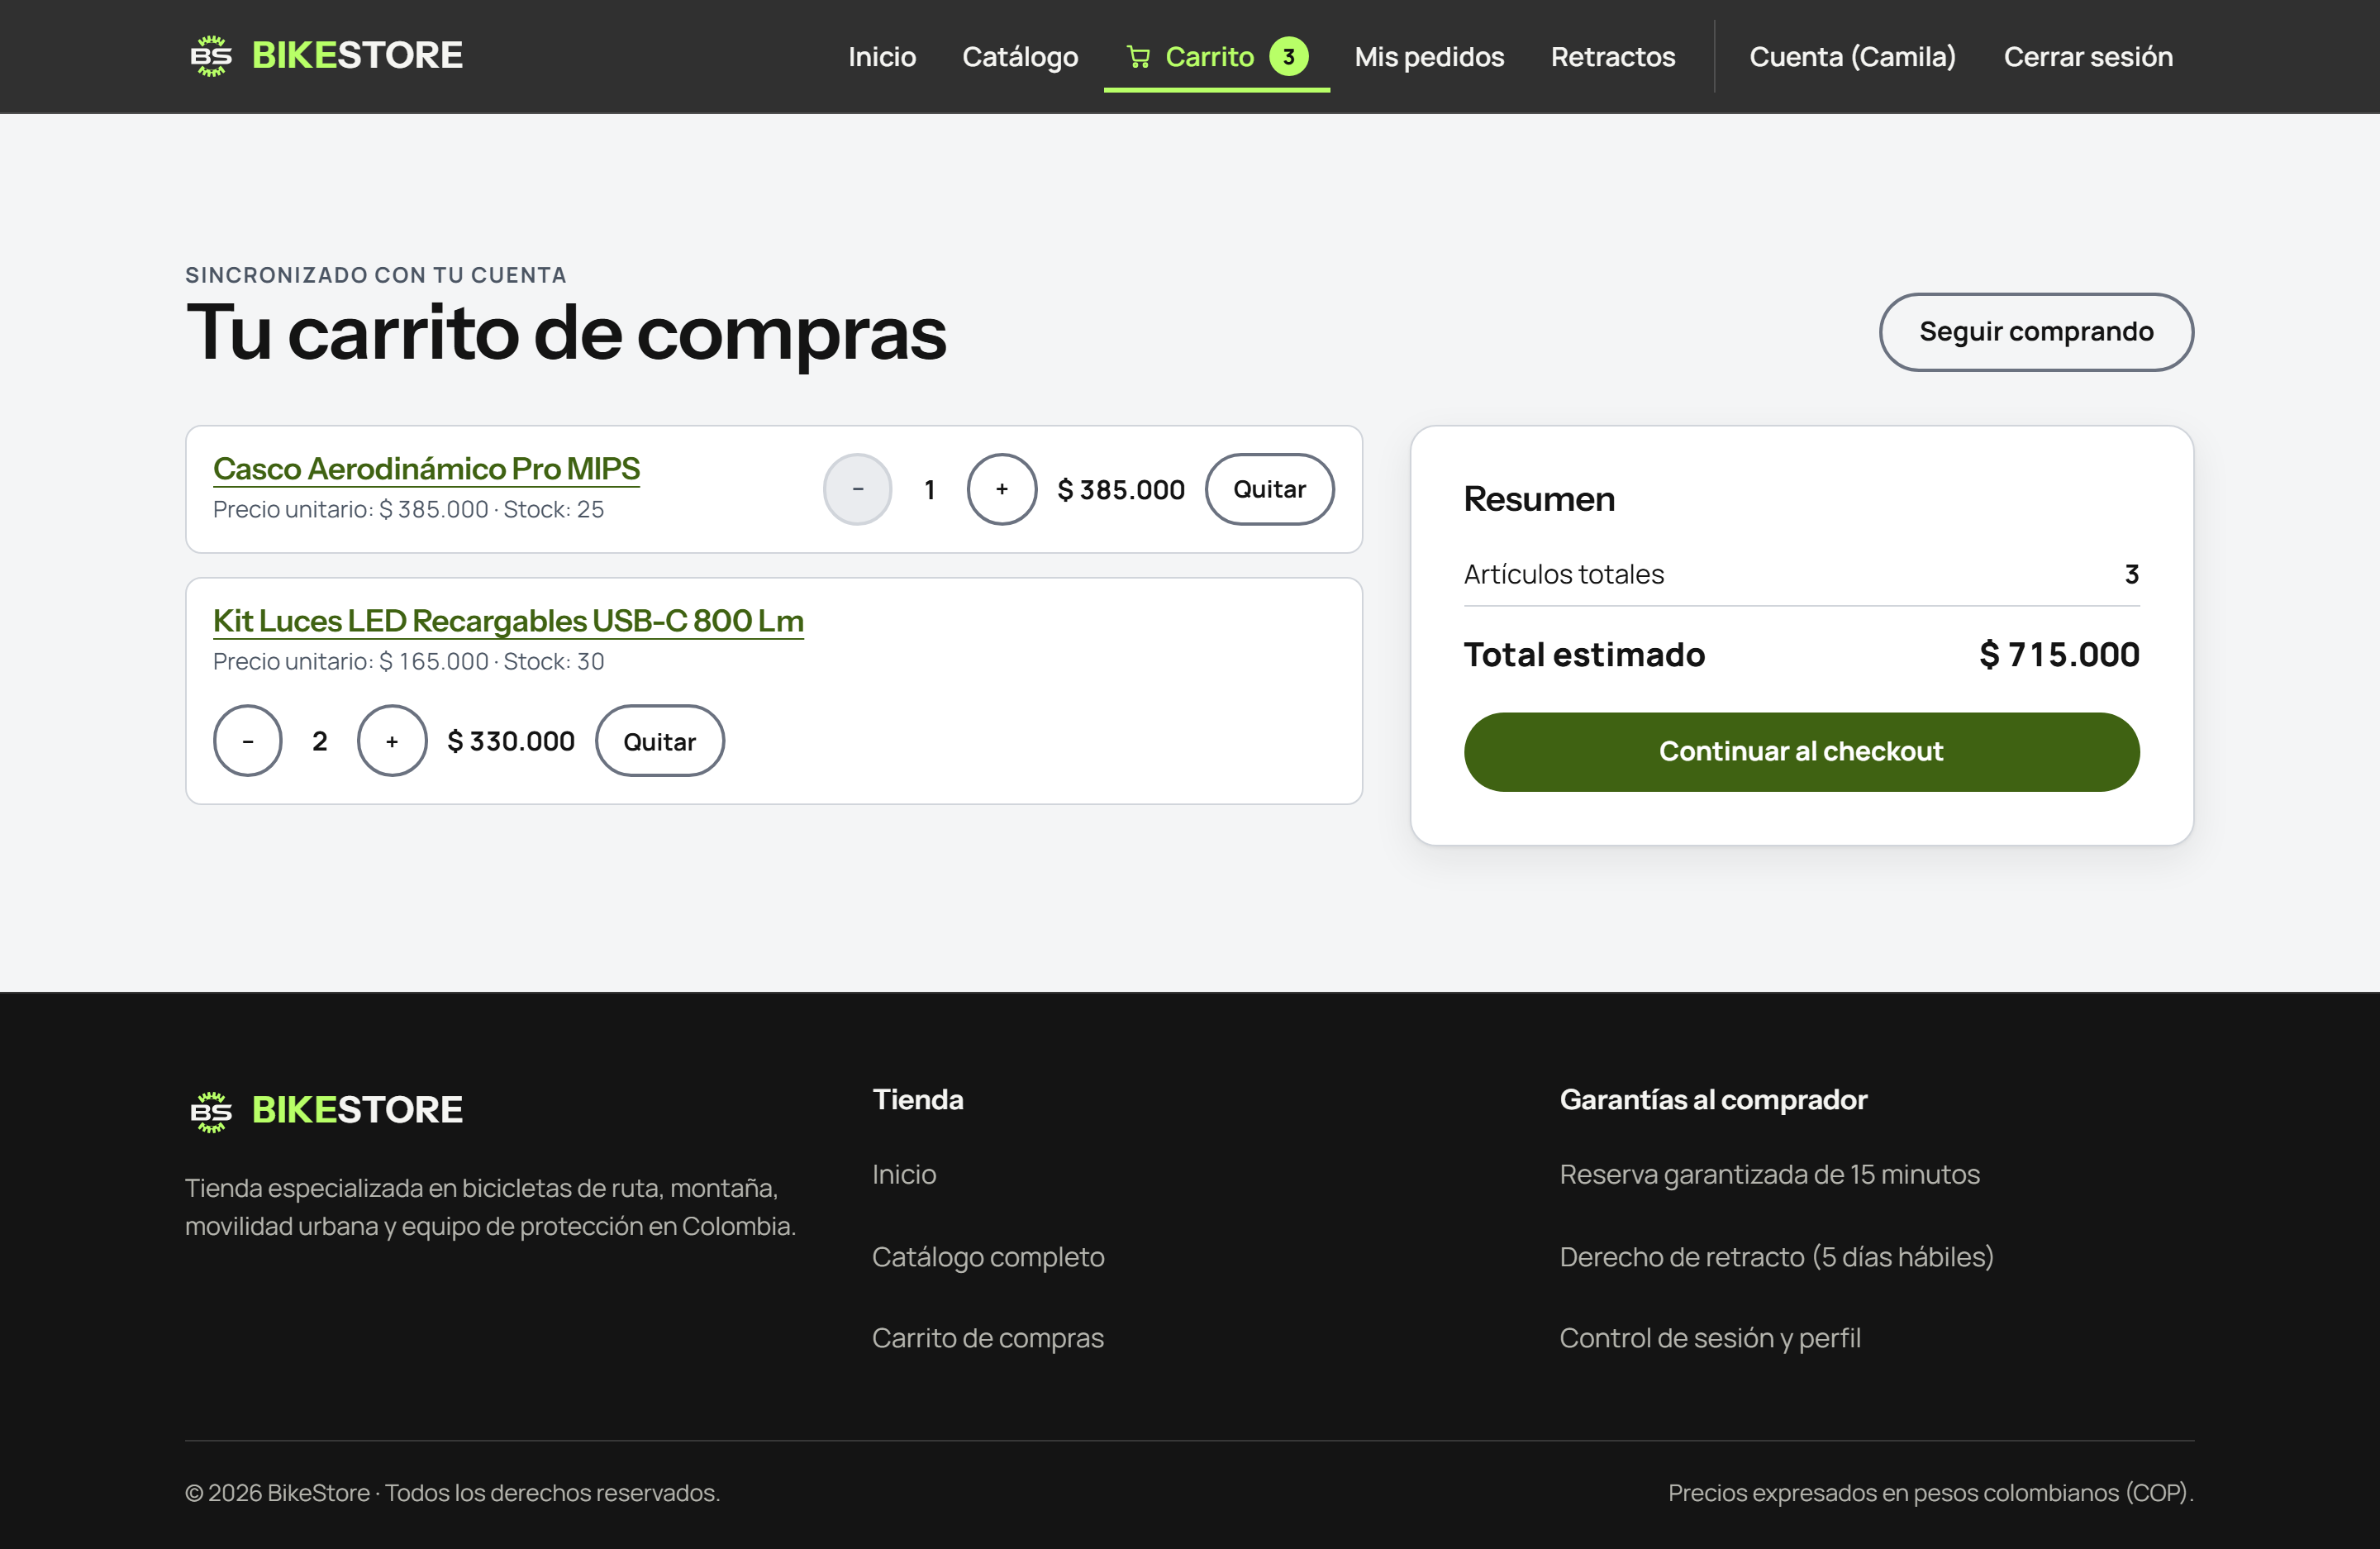 BS BIKESTORE
Inicio Catálogo Carrito 3 Mis pedidos Retractos Cuenta (Camila) Cerrar sesión
SINCRONIZADO CON TU CUENTA
Tu carrito de compras
Seguir comprando
Casco Aerodinámico Pro MIPS
Precio unitario: $ 385.000 · Stock: 25
− 1 + $ 385.000 Quitar
Kit Luces LED Recargables USB-C 800 Lm
Precio unitario: $ 165.000 · Stock: 30
− 2 + $ 330.000 Quitar
Resumen
Artículos totales 3
Total estimado $ 715.000
Continuar al checkout
BS BIKESTORE
Tienda especializada en bicicletas de ruta, montaña,
movilidad urbana y equipo de protección en Colombia.
Tienda
Inicio
Catálogo completo
Carrito de compras
Garantías al comprador
Reserva garantizada de 15 minutos
Derecho de retracto (5 días hábiles)
Control de sesión y perfil
© 2026 BikeStore · Todos los derechos reservados.
Precios expresados en pesos colombianos (COP).